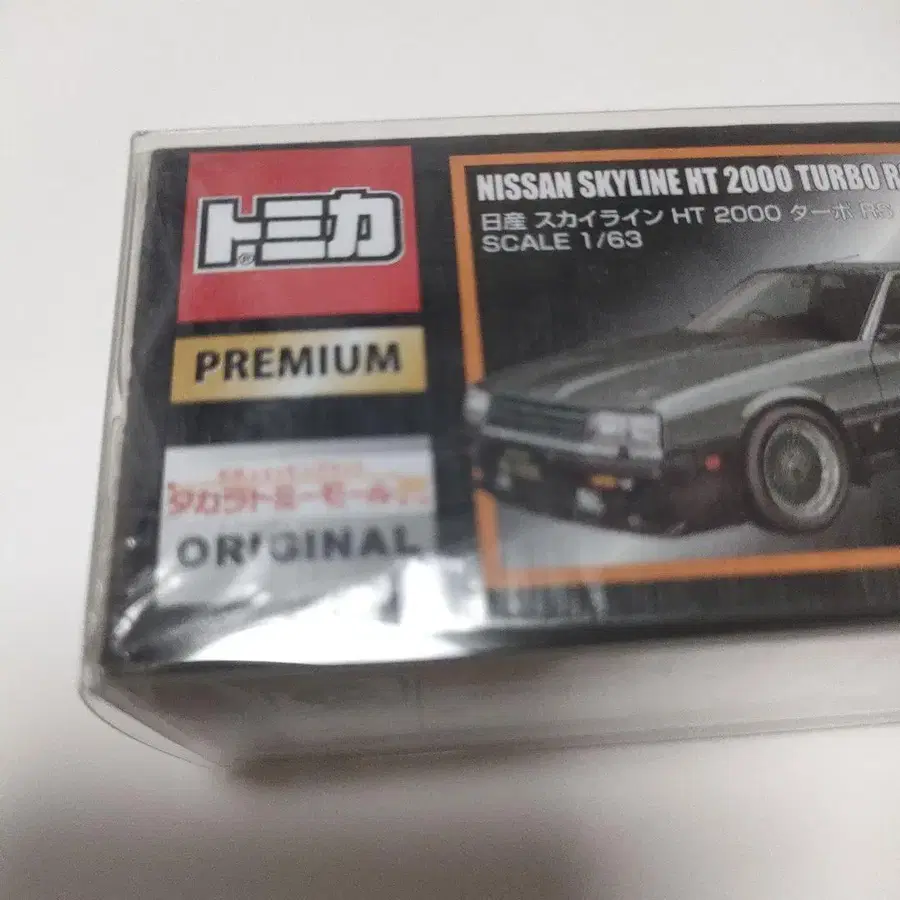 トミカ
®
PREMIUM
タカラトミーモール
ORIGINAL
NISSAN SKYLINE HT 2000 TURBO
日産 スカイライン HT 2000 ターボ RS
SCALE 1/63